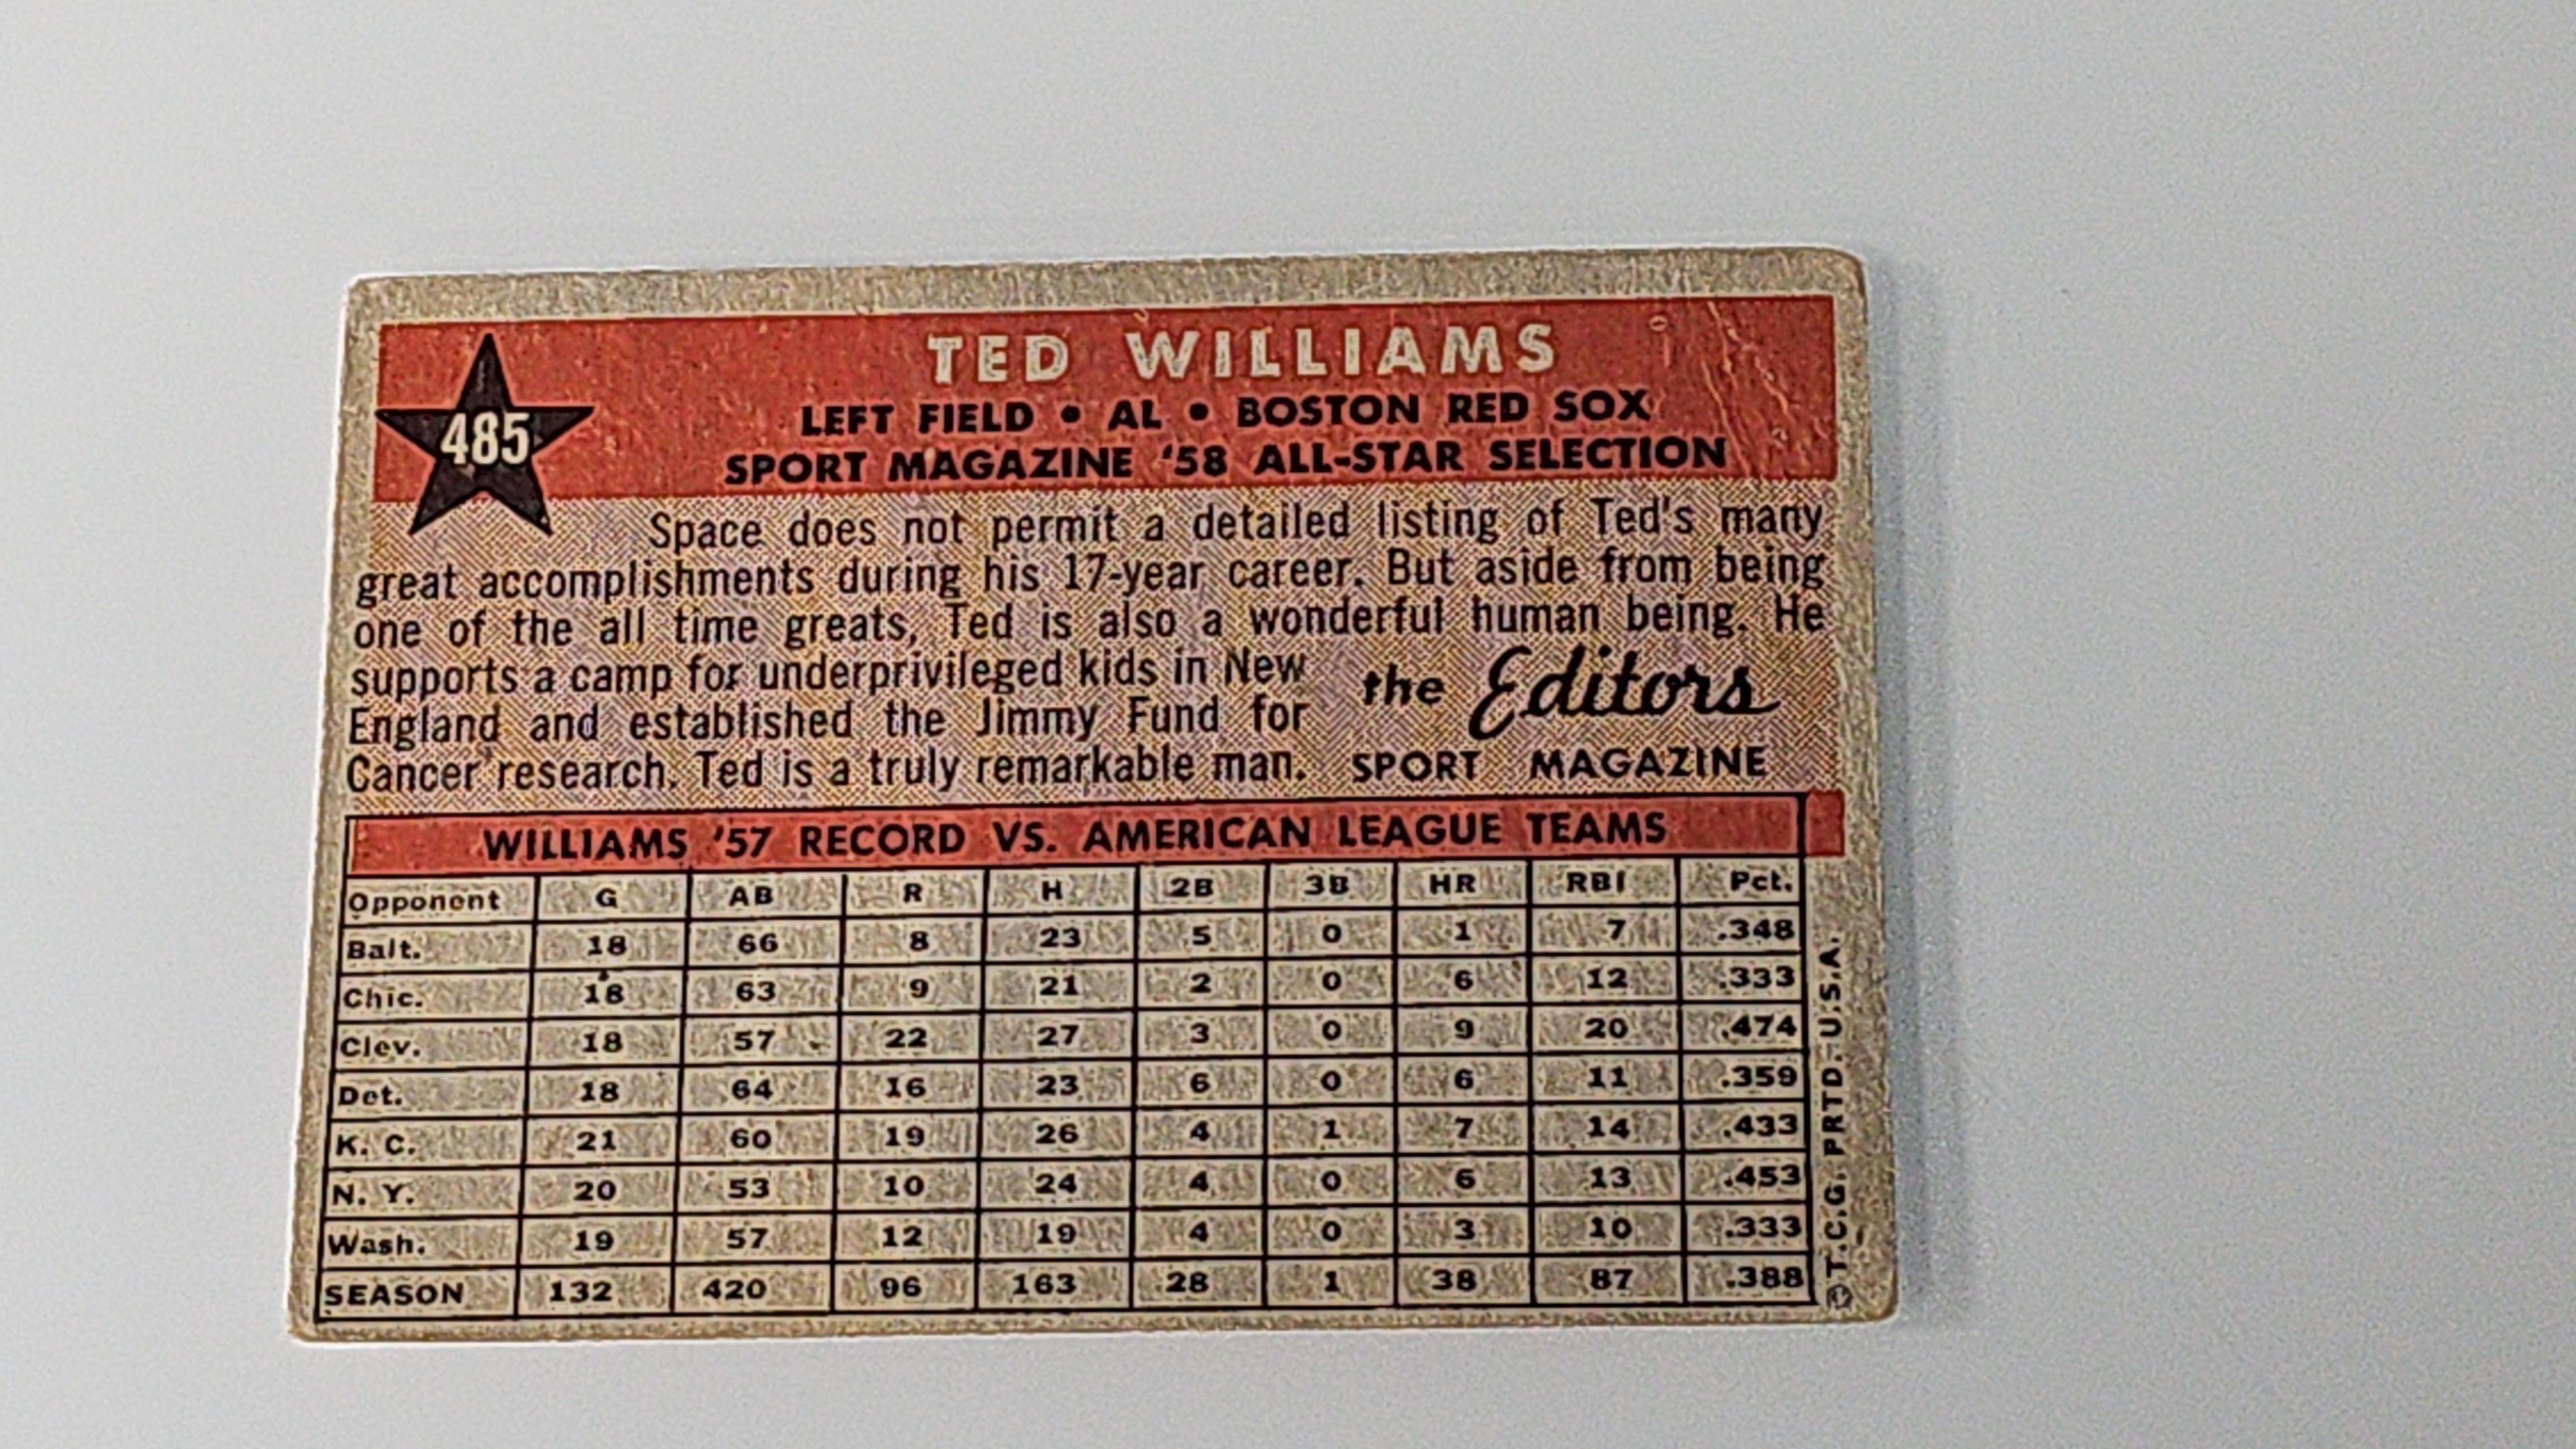 TED WILLIAMS
485
LEFT FIELD • AL • BOSTON RED SOX
SPORT MAGAZINE '58 ALL-STAR SELECTION
Space does not permit a detailed listing of Ted's many
great accomplishments during his 17-year career. But aside from being
one of the all time greats, Ted is also a wonderful human being. He
supports a camp for underprivileged kids in New
England and established the Jimmy Fund for
Cancer research. Ted is a truly remarkable man.
the Editors
SPORT MAGAZINE
WILLIAMS '57 RECORD VS. AMERICAN LEAGUE TEAMS
Opponent G AB R H 2B 3B HR RBI Pct.
Balt. 18 66 8 23 5 0 1 7 .348
Chic. 18 63 9 21 2 0 6 12 .333
Clev. 18 57 22 27 3 0 9 20 .474
Det. 18 64 16 23 6 0 6 11 .359
K. C. 21 60 19 26 4 1 7 14 .433
N. Y. 20 53 10 24 4 0 6 13 .453
Wash. 19 57 12 19 4 0 3 10 .333
SEASON 132 420 96 163 28 1 38 87 .388
© T.C.G. PRTD. U.S.A.